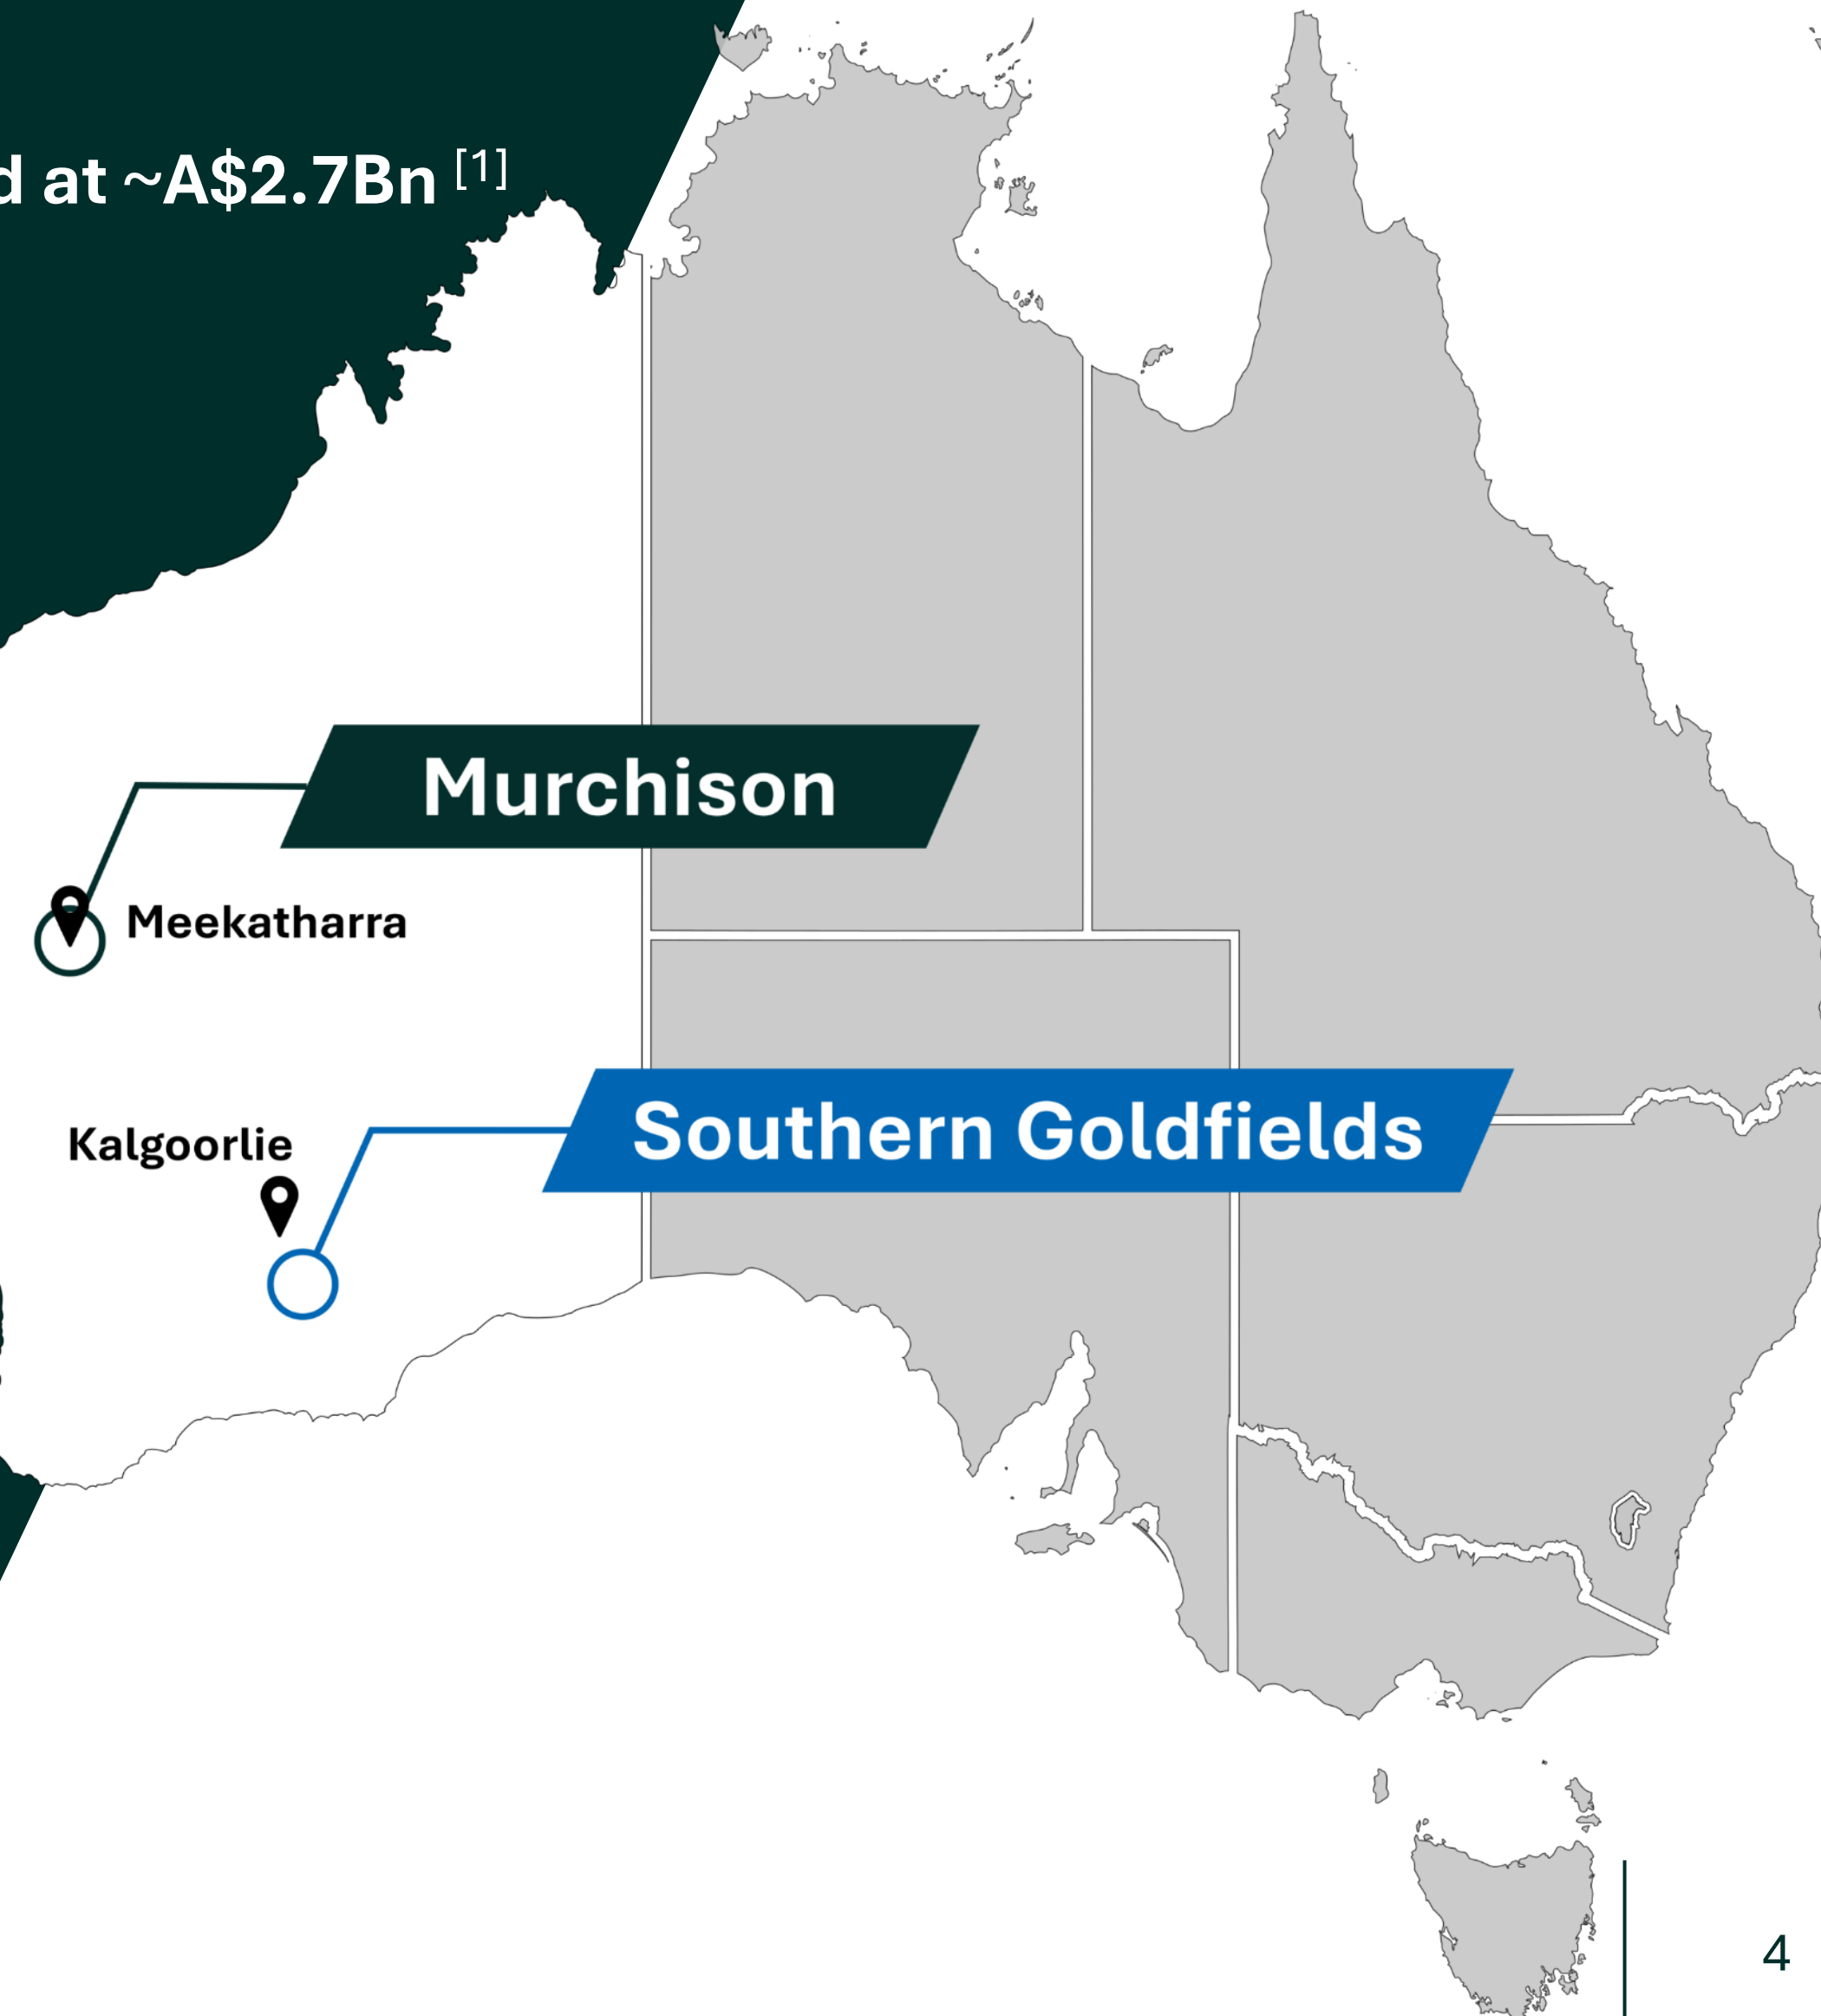 d at ~A$2.7Bn [1]
Murchison
Meekatharra
Southern Goldfields
Kalgoorlie
4